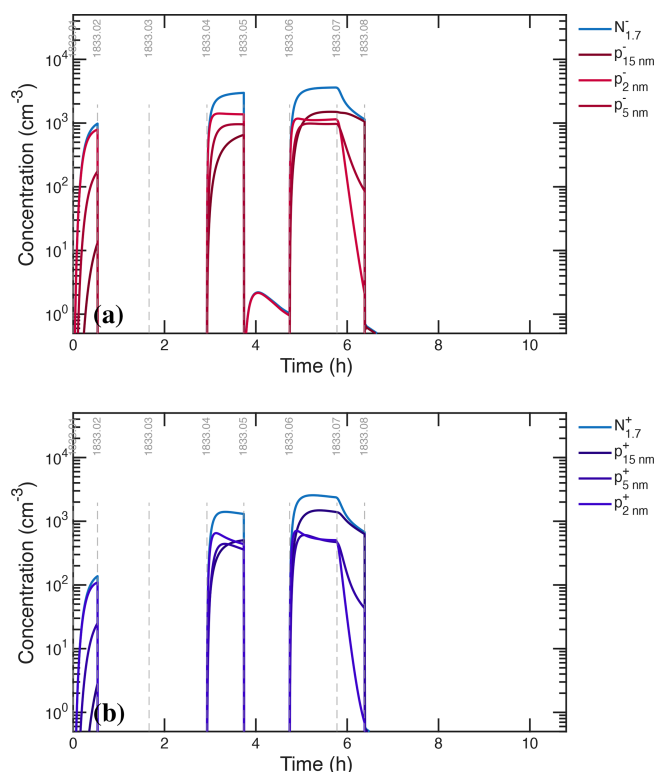 10⁴
10³
10²
10¹
10⁰
Concentration (cm⁻³)
1833.01
1833.02
1833.03
1833.04
1833.05
1833.06
1833.07
1833.08
(a)
0 2 4 6 8 10
Time (h)
N⁻₁.₇
p⁻₁₅ ₙₘ
p⁻₂ ₙₘ
p⁻₅ ₙₘ
10⁴
10³
10²
10¹
10⁰
Concentration (cm⁻³)
1833.02
1833.03
1833.04
1833.05
1833.06
1833.07
1833.08
(b)
0 2 4 6 8 10
Time (h)
N⁺₁.₇
p⁺₁₅ ₙₘ
p⁺₅ ₙₘ
p⁺₂ ₙₘ